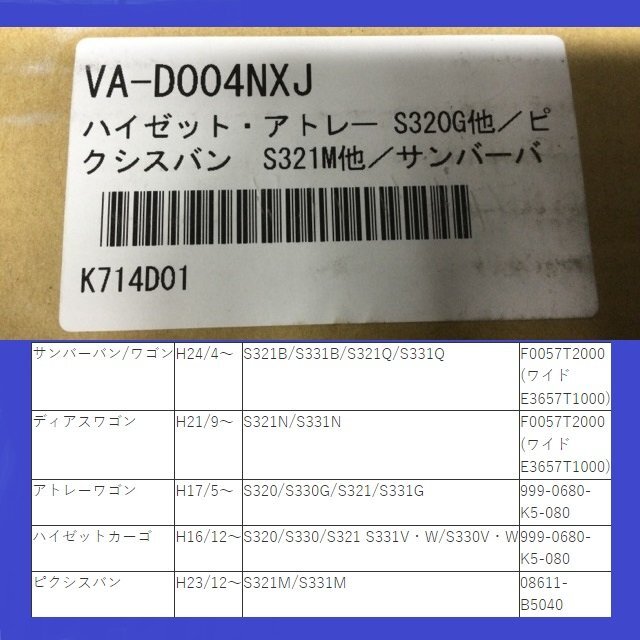 VA-D004NXJ
ハイゼット・アトレー S320G他／ピ
クシスバン S321M他／サンバーバ
K714D01
サンバーバン/ワゴン H24/4～ S321B/S331B/S321Q/S331Q F0057T2000
(ワイド
E3657T1000)
ディアスワゴン H21/9～ S321N/S331N F0057T2000
(ワイド
E3657T1000)
アトレーワゴン H17/5～ S320/S330G/S321/S331G 999-0680-
K5-080
ハイゼットカーゴ H16/12～ S320/S330/S321 S331V・W/S330V・W 999-0680-
K5-080
ピクシスバン H23/12～ S321M/S331M 08611-
B5040